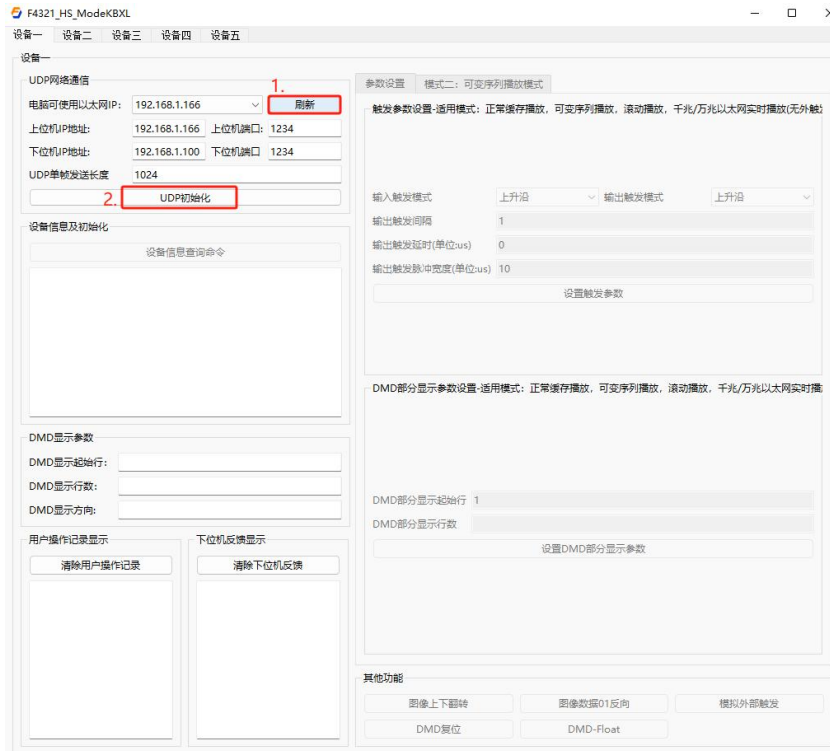 F4321_HS_ModeKBXL
设备一 设备二 设备三 设备四 设备五
设备一
UDP网络通信
1.
电脑可使用以太网IP: 192.168.1.166 刷新
上位机IP地址: 192.168.1.166 上位机端口: 1234
下位机IP地址: 192.168.1.100 下位机端口 1234
UDP单帧发送长度 1024
2. UDP初始化
设备信息及初始化
设备信息查询命令
DMD显示参数
DMD显示起始行:
DMD显示行数:
DMD显示方向:
用户操作记录显示
清除用户操作记录
下位机反馈显示
清除下位机反馈
参数设置 模式二：可变序列播放模式
触发参数设置-适用模式：正常缓存播放，可变序列播放，滚动播放，千兆/万兆以太网实时播放(无外触
输入触发模式 上升沿 输出触发模式 上升沿
输出触发间隔 1
输出触发延时(单位:us) 0
输出触发脉冲宽度(单位:us) 10
设置触发参数
DMD部分显示参数设置-适用模式：正常缓存播放，可变序列播放，滚动播放，千兆/万兆以太网实时播
DMD部分显示起始行 1
DMD部分显示行数
设置DMD部分显示参数
其他功能
图像上下翻转 图像数据01反向 模拟外部触发
DMD复位 DMD-Float